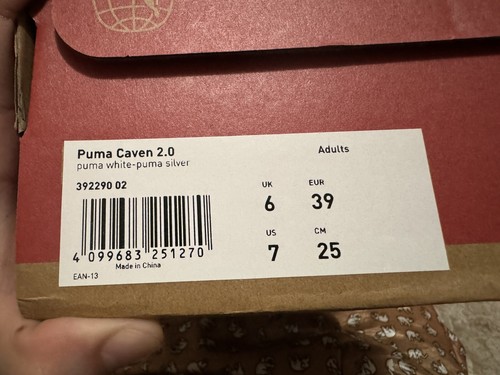 Puma Caven 2.0
puma white-puma silver
Adults
392290 02
UK EUR
6 39
US CM
7 25
4 099683 251270
Made in China
EAN-13